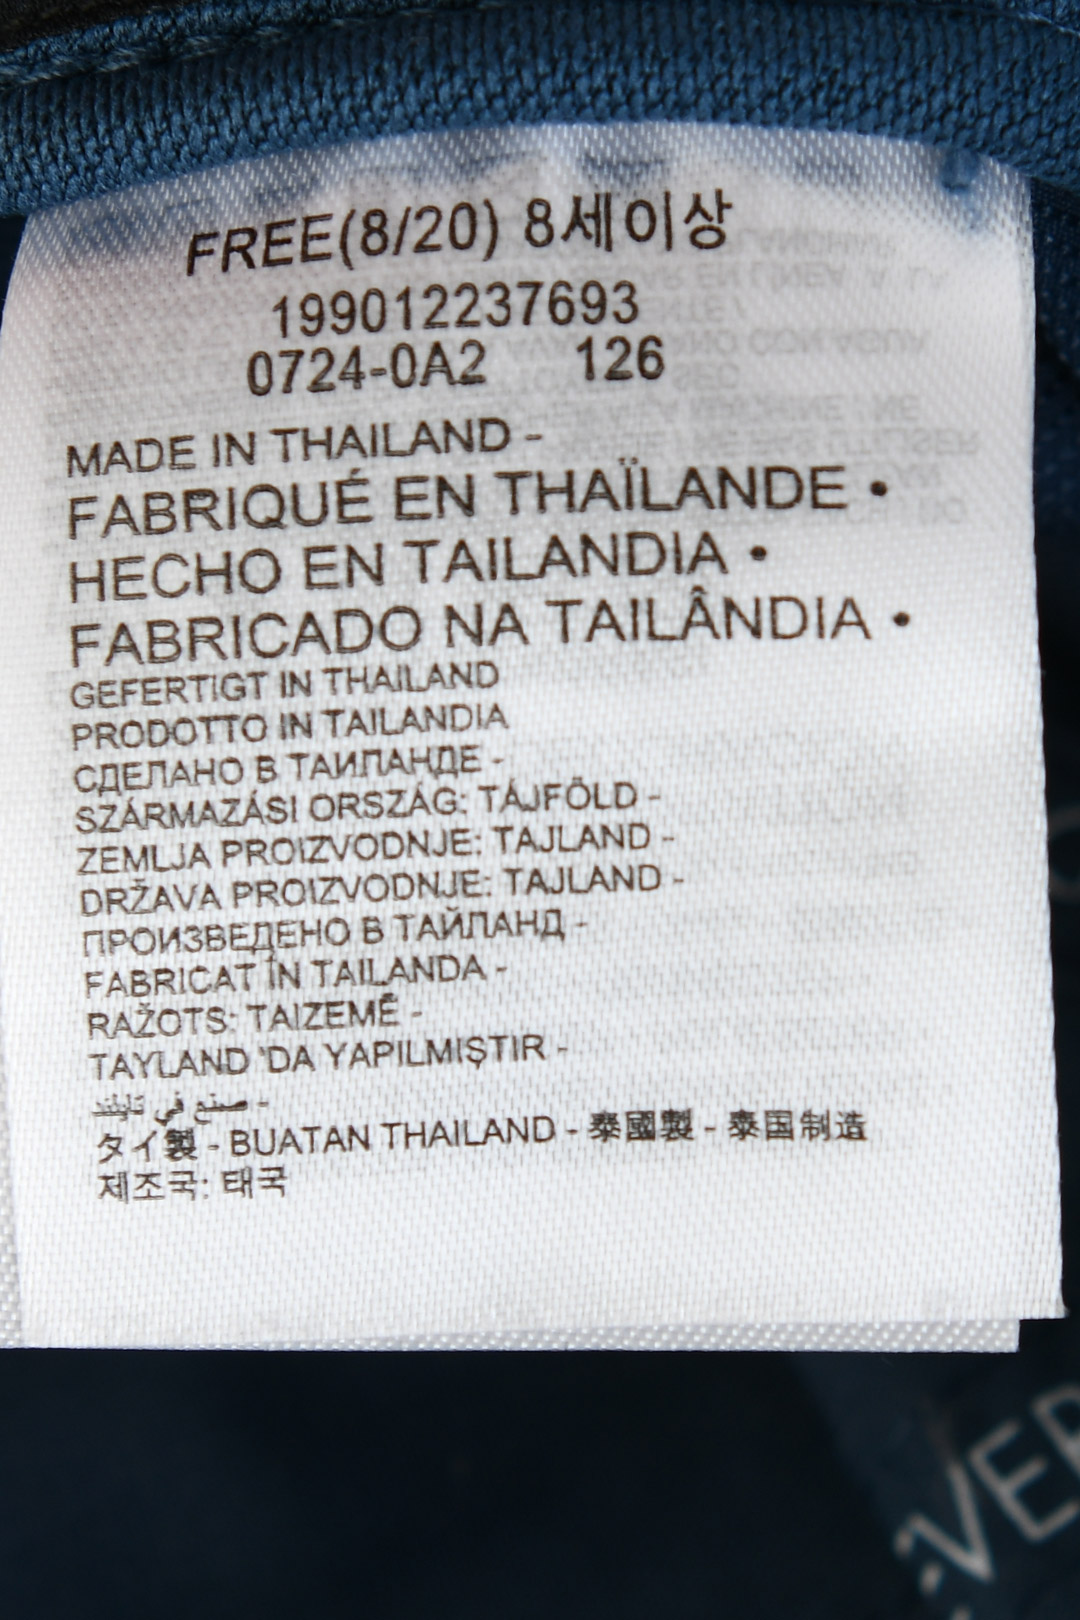 FREE(8/20) 8세이상
199012237693
0724-0A2 126
MADE IN THAILAND -
FABRIQUÉ EN THAÏLANDE •
HECHO EN TAILANDIA •
FABRICADO NA TAILÂNDIA •
GEFERTIGT IN THAILAND
PRODOTTO IN TAILANDIA
СДЕЛАНО В ТАИЛАНДЕ -
SZÁRMAZÁSI ORSZÁG: TÁJFÖLD -
ZEMLJA PROIZVODNJE: TAJLAND -
DRŽAVA PROIZVODNJE: TAJLAND -
ПРОИЗВЕДЕНО В ТАЙЛАНД -
FABRICAT ÎN TAILANDA -
RAŽOTS: TAIZEMĒ -
TAYLAND 'DA YAPILMIŞTIR -
صنع في تايلند -
タイ製 - BUATAN THAILAND - 泰國製 - 泰国制造
제조국: 태국